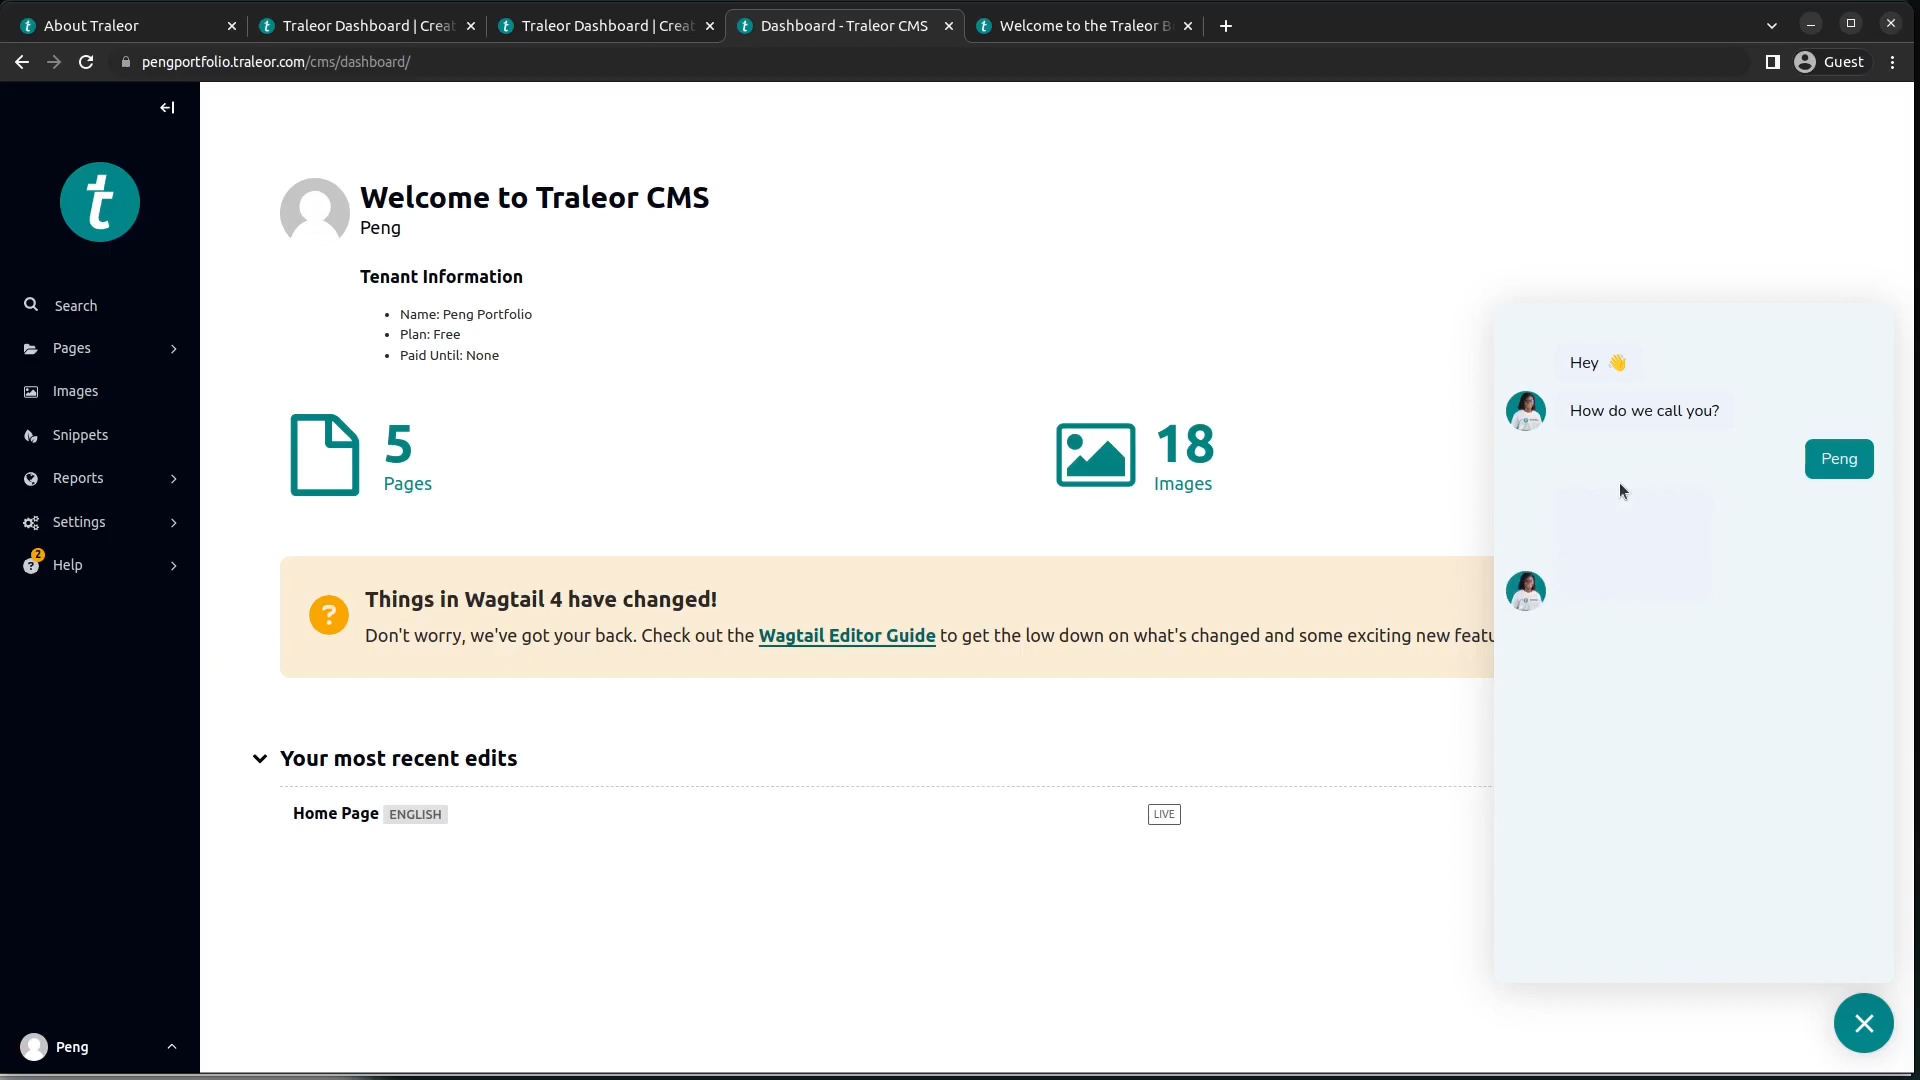 About Traleor
Traleor Dashboard | Creat
Traleor Dashboard | Creat
Dashboard - Traleor CMS
Welcome to the Traleor B
pengportfolio.traleor.com/cms/dashboard/
Guest
t
Search
Pages
Images
Snippets
Reports
Settings
2
Help
Peng
Welcome to Traleor CMS
Peng
Tenant Information
• Name: Peng Portfolio
• Plan: Free
• Paid Until: None
5
Pages
18
Images
Things in Wagtail 4 have changed!
Don't worry, we've got your back. Check out the Wagtail Editor Guide to get the low down on what's changed and some exciting new featu
Your most recent edits
Home Page ENGLISH
LIVE
Hey 👋
How do we call you?
Peng